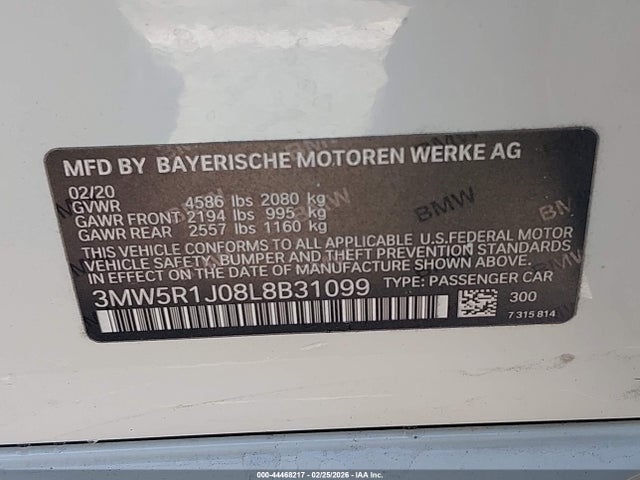 MFD BY BAYERISCHE MOTOREN WERKE AG
02/20
GVWR 4586 lbs 2080 kg
GAWR FRONT 2194 lbs 995 kg
GAWR REAR 2557 lbs 1160 kg
THIS VEHICLE CONFORMS TO ALL APPLICABLE U.S.FEDERAL MOTOR
VEHICLE SAFETY, BUMPER AND THEFT PREVENTION STANDARDS
IN EFFECT ON THE DATE OF MANUFACTURE SHOWN ABOVE.
3MW5R1J08L8B31099 TYPE: PASSENGER CAR
300
7 315 814
BMW
000-44468217 - 02/25/2026 - IAA Inc.